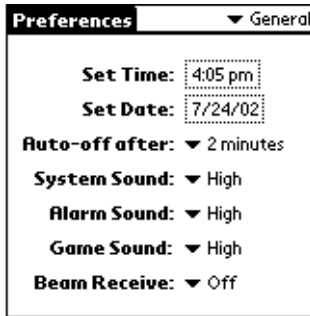 Preferences General
Set Time: 4:05 pm
Set Date: 7/24/02
Auto-off after: 2 minutes
System Sound: High
Alarm Sound: High
Game Sound: High
Beam Receive: Off